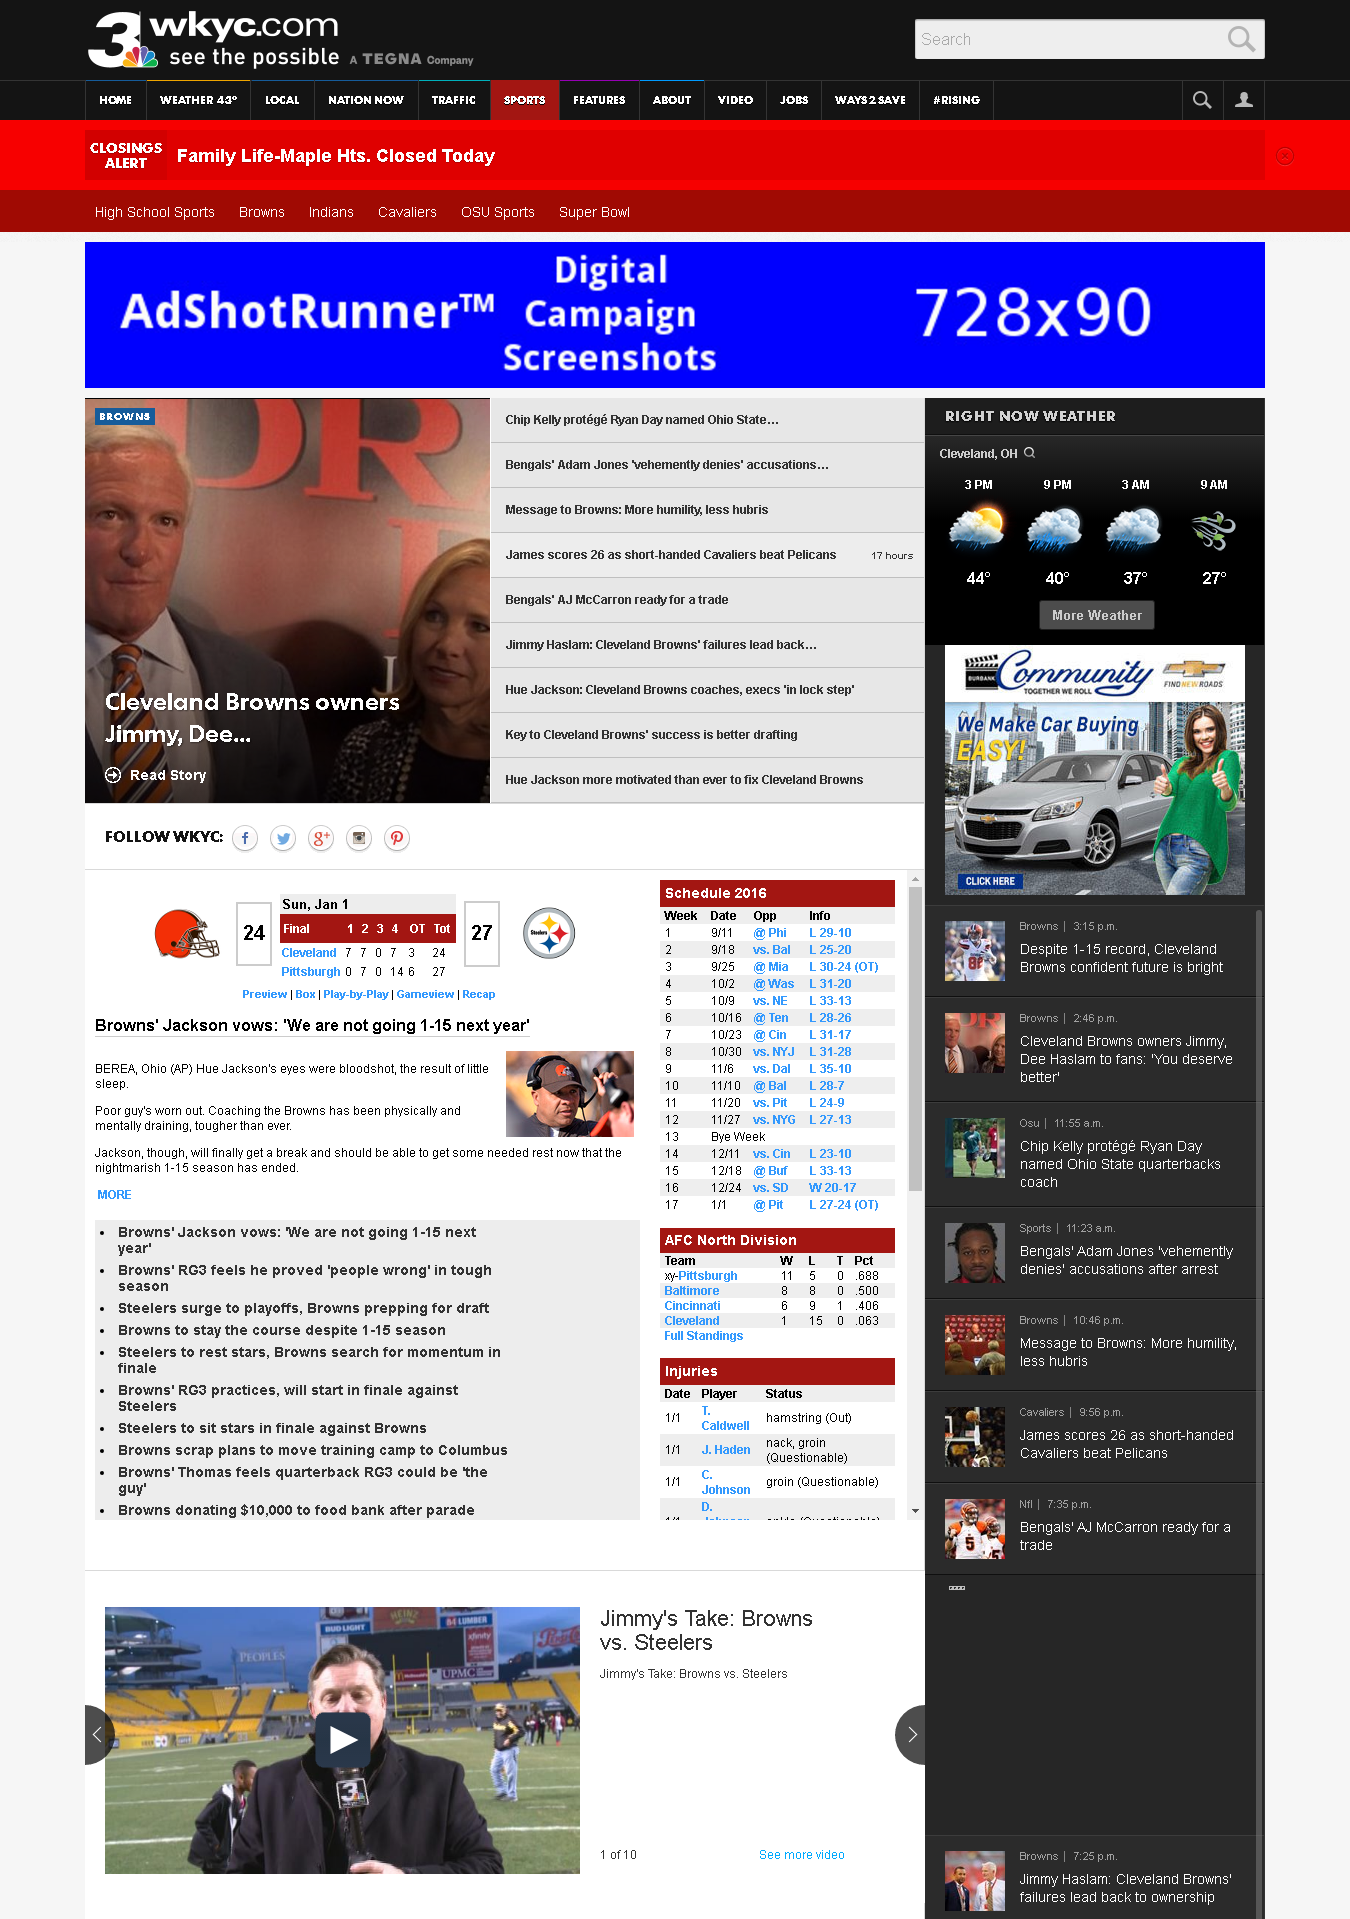 3 wkyc.com
see the possible A TEGNA Company
Search
HOME WEATHER 43° LOCAL NATION NOW TRAFFIC SPORTS FEATURES ABOUT VIDEO JOBS WAYS 2 SAVE #RISING
CLOSINGS
ALERT
Family Life-Maple Hts. Closed Today
High School Sports Browns Indians Cavaliers OSU Sports Super Bowl
AdShotRunner™
Digital
Campaign
Screenshots
728x90
BROWNS
Cleveland Browns owners
Jimmy, Dee...
Read Story
Chip Kelly protégé Ryan Day named Ohio State...
Bengals' Adam Jones 'vehemently denies' accusations...
Message to Browns: More humility, less hubris
James scores 26 as short-handed Cavaliers beat Pelicans 17 hours
Bengals' AJ McCarron ready for a trade
Jimmy Haslam: Cleveland Browns' failures lead back...
Hue Jackson: Cleveland Browns coaches, execs 'in lock step'
Key to Cleveland Browns' success is better drafting
Hue Jackson more motivated than ever to fix Cleveland Browns
RIGHT NOW WEATHER
Cleveland, OH
3 PM 9 PM 3 AM 9 AM
44° 40° 37° 27°
More Weather
BURBANK
Community
TOGETHER WE ROLL
FIND NEW ROADS
We Make Car Buying
EASY!
CLICK HERE
FOLLOW WKYC:
Sun, Jan 1
24
Final 1 2 3 4 OT Tot
Cleveland 7 7 0 7 3 24
Pittsburgh 0 7 0 14 6 27
27
Steelers
Preview | Box | Play-by-Play | Gameview | Recap
Browns' Jackson vows: 'We are not going 1-15 next year'
BEREA, Ohio (AP) Hue Jackson's eyes were bloodshot, the result of little
sleep.
Poor guy's worn out. Coaching the Browns has been physically and
mentally draining, tougher than ever.
Jackson, though, will finally get a break and should be able to get some needed rest now that the
nightmarish 1-15 season has ended.
MORE
• Browns' Jackson vows: 'We are not going 1-15 next
year'
• Browns' RG3 feels he proved 'people wrong' in tough
season
• Steelers surge to playoffs, Browns prepping for draft
• Browns to stay the course despite 1-15 season
• Steelers to rest stars, Browns search for momentum in
finale
• Browns' RG3 practices, will start in finale against
Steelers
• Steelers to sit stars in finale against Browns
• Browns scrap plans to move training camp to Columbus
• Browns' Thomas feels quarterback RG3 could be 'the
guy'
• Browns donating $10,000 to food bank after parade
Schedule 2016
Week Date Opp Info
1 9/11 @ Phi L 29-10
2 9/18 vs. Bal L 25-20
3 9/25 @ Mia L 30-24 (OT)
4 10/2 @ Was L 31-20
5 10/9 vs. NE L 33-13
6 10/16 @ Ten L 28-26
7 10/23 @ Cin L 31-17
8 10/30 vs. NYJ L 31-28
9 11/6 vs. Dal L 35-10
10 11/10 @ Bal L 28-7
11 11/20 vs. Pit L 24-9
12 11/27 vs. NYG L 27-13
13 Bye Week
14 12/11 vs. Cin L 23-10
15 12/18 @ Buf L 33-13
16 12/24 vs. SD W 20-17
17 1/1 @ Pit L 27-24 (OT)
AFC North Division
Team W L T Pct
xy-Pittsburgh 11 5 0 .688
Baltimore 8 8 0 .500
Cincinnati 6 9 1 .406
Cleveland 1 15 0 .063
Full Standings
Injuries
Date Player Status
1/1 T. Caldwell hamstring (Out)
1/1 J. Haden nack, groin (Questionable)
1/1 C. Johnson groin (Questionable)
D.
Browns | 3:15 p.m.
Despite 1-15 record, Cleveland
Browns confident future is bright
Browns | 2:46 p.m.
Cleveland Browns owners Jimmy,
Dee Haslam to fans: 'You deserve
better'
Osu | 11:55 a.m.
Chip Kelly protégé Ryan Day
named Ohio State quarterbacks
coach
Sports | 11:23 a.m.
Bengals' Adam Jones 'vehemently
denies' accusations after arrest
Browns | 10:46 p.m.
Message to Browns: More humility,
less hubris
Cavaliers | 9:56 p.m.
James scores 26 as short-handed
Cavaliers beat Pelicans
Nfl | 7:35 p.m.
Bengals' AJ McCarron ready for a
trade
Browns | 7:25 p.m.
Jimmy Haslam: Cleveland Browns'
failures lead back to ownership
BUD LIGHT
HEINZ
84 LUMBER
PEOPLES
xfinity
UPMC
Pepsi
3
Jimmy's Take: Browns
vs. Steelers
Jimmy's Take: Browns vs. Steelers
1 of 10
See more video